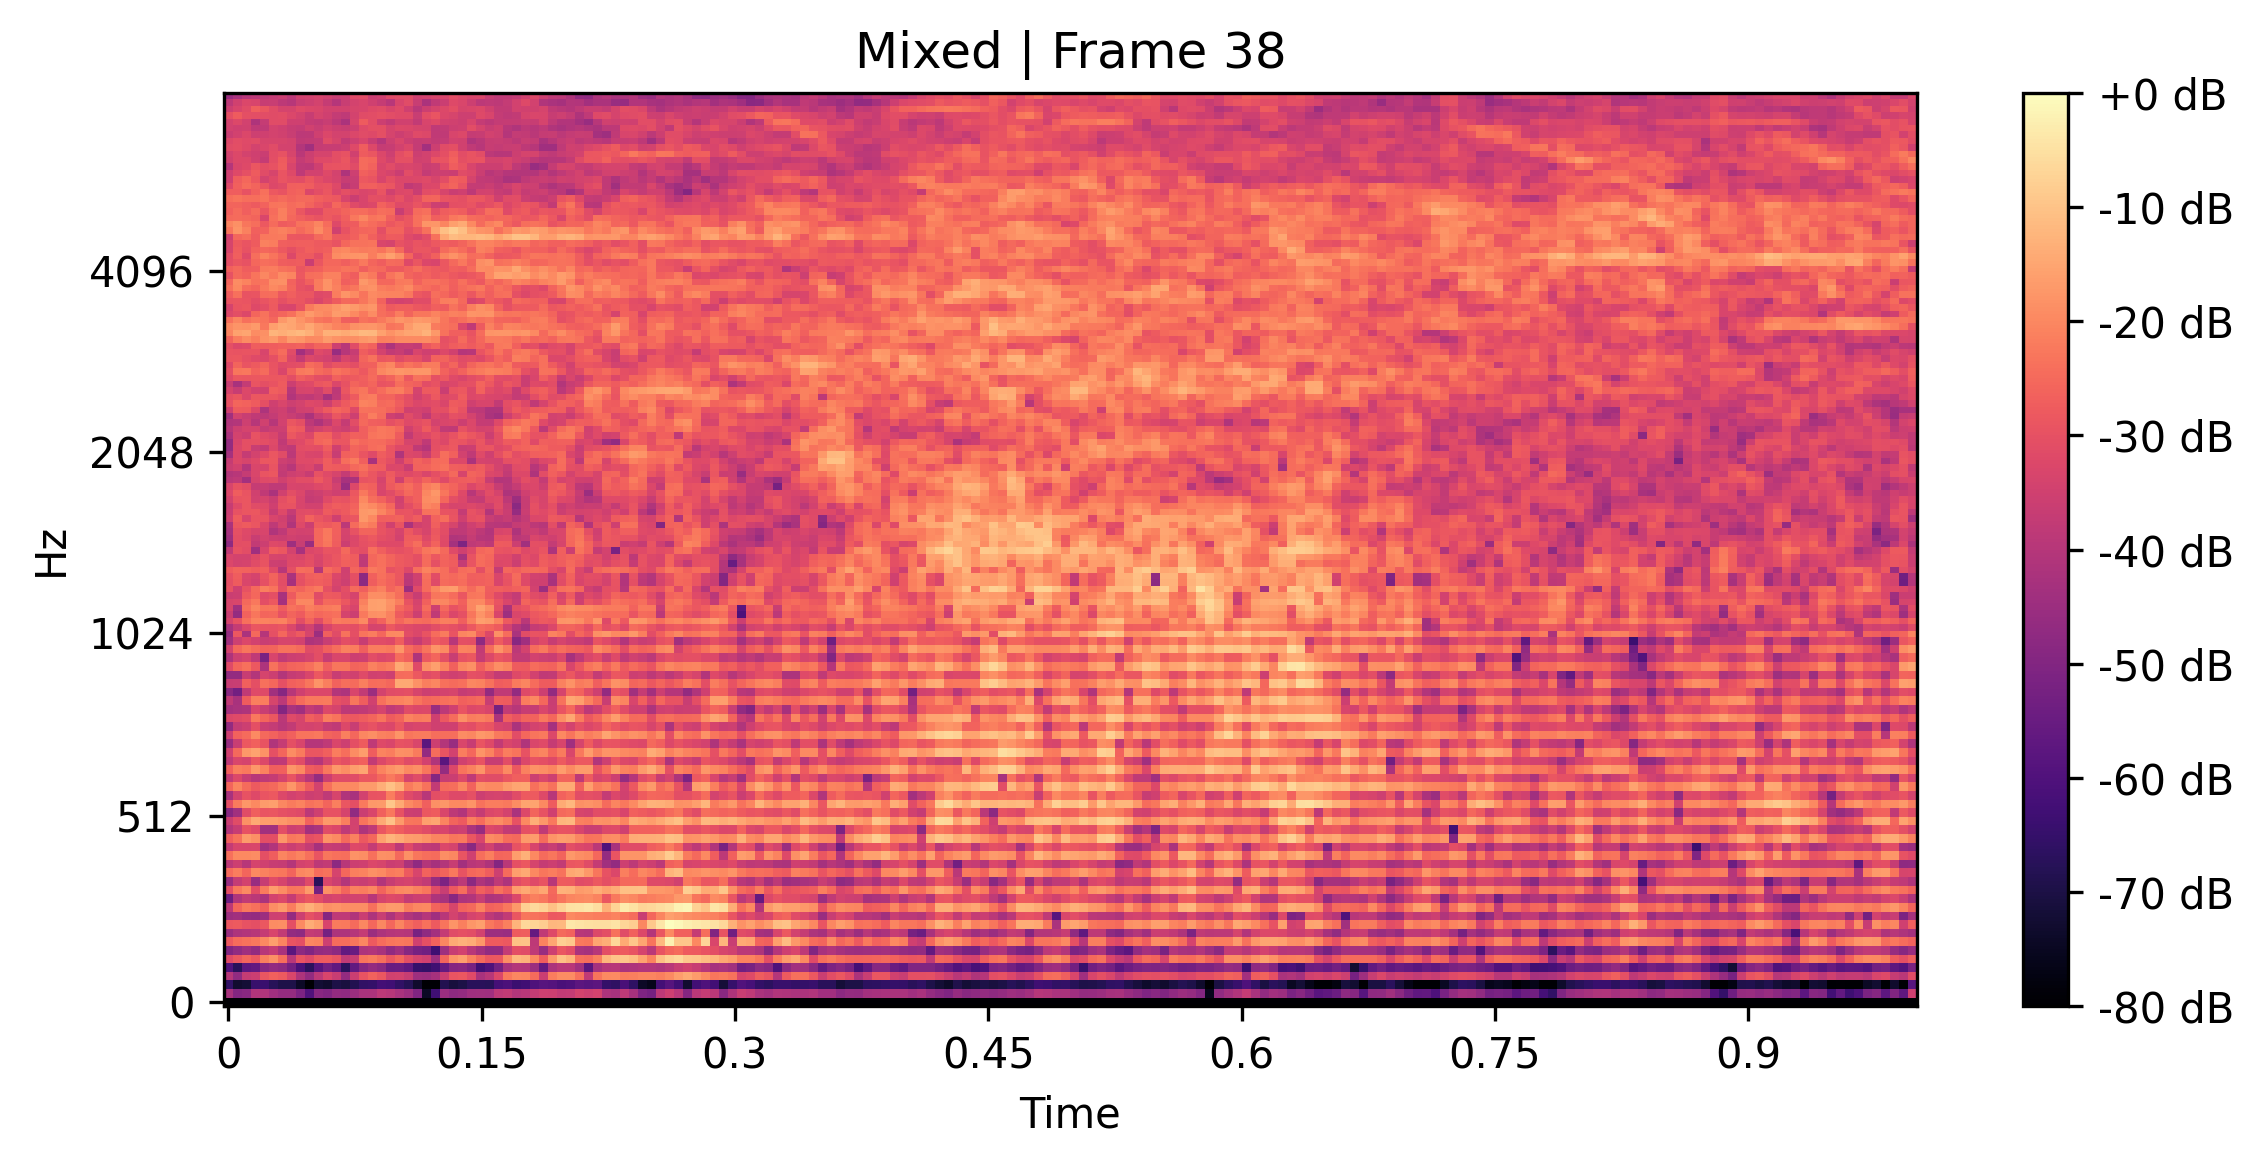 Mixed | Frame 38
+0 dB
-10 dB
-20 dB
-30 dB
-40 dB
-50 dB
-60 dB
-70 dB
-80 dB
4096
2048
1024
512
0
Hz
0 0.15 0.3 0.45 0.6 0.75 0.9
Time